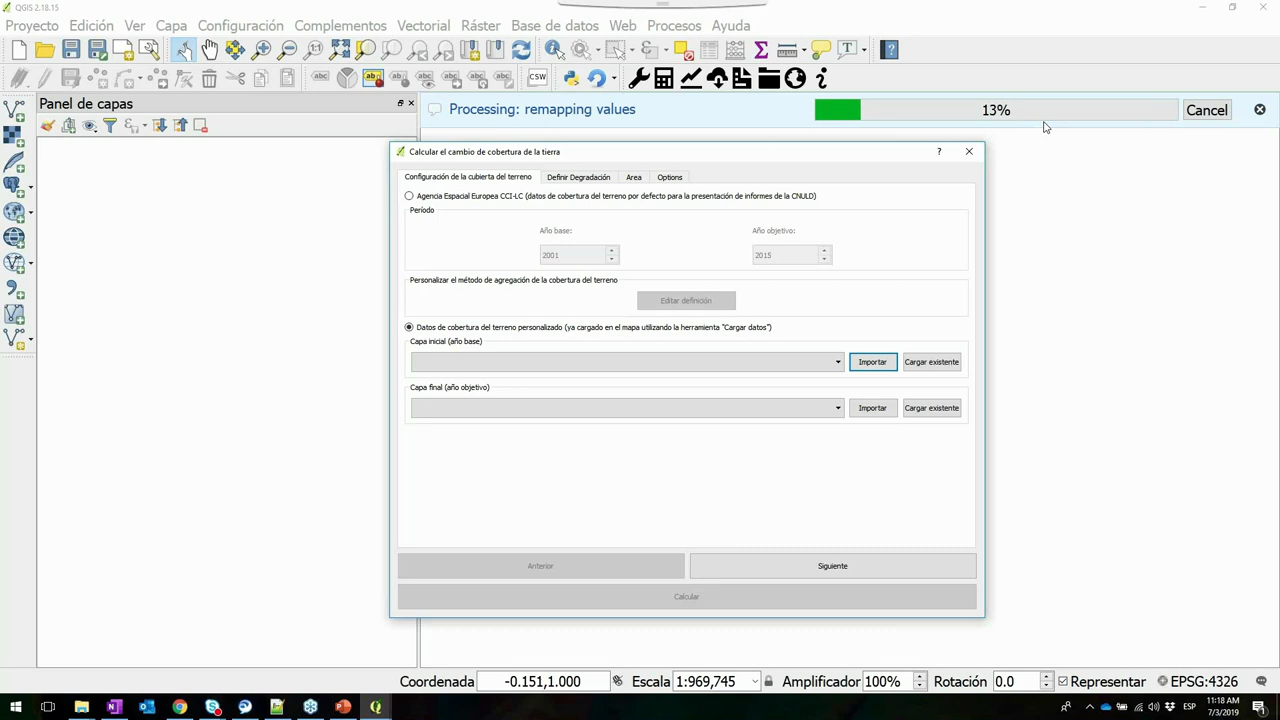 QGIS 2.18.15
Proyecto Edición Ver Capa Configuración Complementos Vectorial Ráster Base de datos Web Procesos Ayuda
Panel de capas
Processing: remapping values
13%
Cancel
Calcular el cambio de cobertura de la tierra
Configuración de la cubierta del terreno Definir Degradación Area Options
Agencia Espacial Europea CCI-LC (datos de cobertura del terreno por defecto para la presentación de informes de la CNULD)
Período
Año base: Año objetivo:
2001 2015
Personalizar el método de agregación de la cobertura del terreno
Editar definición
Datos de cobertura del terreno personalizado (ya cargado en el mapa utilizando la herramienta "Cargar datos")
Capa inicial (año base)
Importar Cargar existente
Capa final (año objetivo)
Importar Cargar existente
Anterior Siguiente
Calcular
Coordenada -0.151,1.000 Escala 1:969,745 Amplificador 100% Rotación 0.0 Representar EPSG:4326
ESP
11:18 AM
7/3/2019